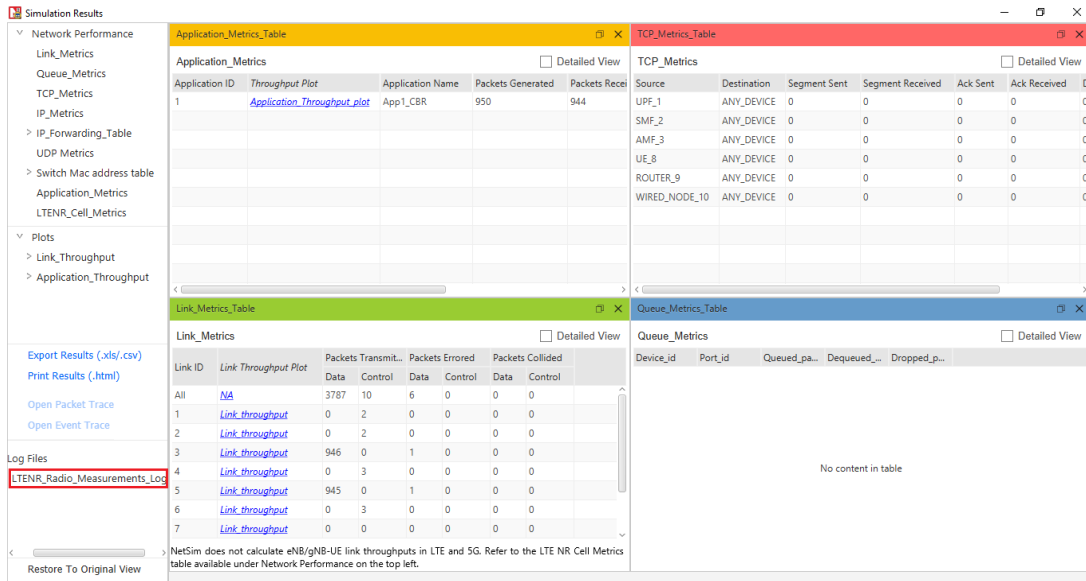 Simulation Results
Network Performance
Link_Metrics
Queue_Metrics
TCP_Metrics
IP_Metrics
IP_Forwarding_Table
UDP Metrics
Switch Mac address table
Application_Metrics
LTENR_Cell_Metrics
Plots
Link_Throughput
Application_Throughput
Export Results (.xls/.csv)
Print Results (.html)
Open Packet Trace
Open Event Trace
Log Files
LTENR_Radio_Measurements_Log
Restore To Original View
Application_Metrics_Table
Application_Metrics Detailed View
Application ID Throughput Plot Application Name Packets Generated Packets Recei
1 Application_Throughput_plot App1_CBR 950 944
TCP_Metrics_Table
TCP_Metrics Detailed View
Source Destination Segment Sent Segment Received Ack Sent Ack Received
UPF_1 ANY_DEVICE 0 0 0 0
SMF_2 ANY_DEVICE 0 0 0 0
AMF_3 ANY_DEVICE 0 0 0 0
UE_8 ANY_DEVICE 0 0 0 0
ROUTER_9 ANY_DEVICE 0 0 0 0
WIRED_NODE_10 ANY_DEVICE 0 0 0 0
Link_Metrics_Table
Link_Metrics Detailed View
Link ID Link Throughput Plot Packets Transmit... Packets Errored Packets Collided
Data Control Data Control Data Control
All NA 3787 10 6 0 0 0
1 Link_throughput 0 2 0 0 0 0
2 Link_throughput 0 2 0 0 0 0
3 Link_throughput 946 0 1 0 0 0
4 Link_throughput 0 3 0 0 0 0
5 Link_throughput 945 0 1 0 0 0
6 Link_throughput 0 3 0 0 0 0
7 Link_throughput 0 0 0 0 0 0
NetSim does not calculate eNB/gNB-UE link throughputs in LTE and 5G. Refer to the LTE NR Cell Metrics
table available under Network Performance on the top left.
Queue_Metrics_Table
Queue_Metrics Detailed View
Device_id Port_id Queued_pa... Dequeued_... Dropped_p...
No content in table